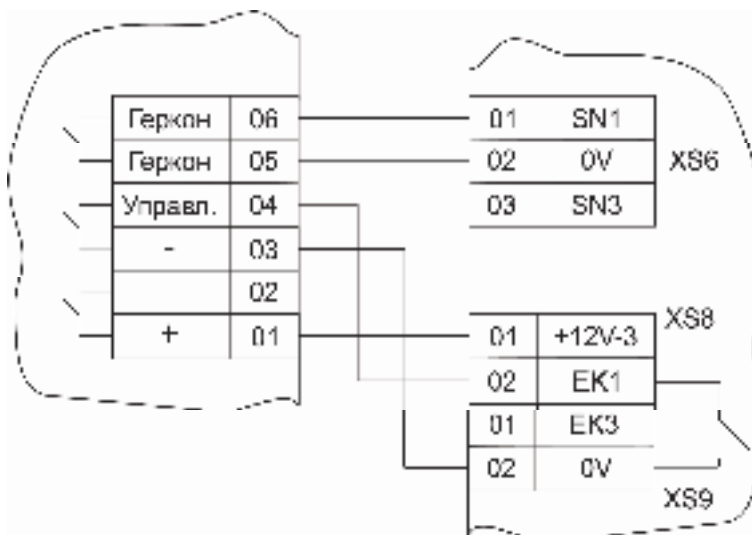 Геркон 06
Геркон 05
Управл. 04
- 03
02
+ 01
01 SN1
02 0V
03 SN3
XS6
01 +12V-3
02 EK1
XS8
01 EK3
02 0V
XS9